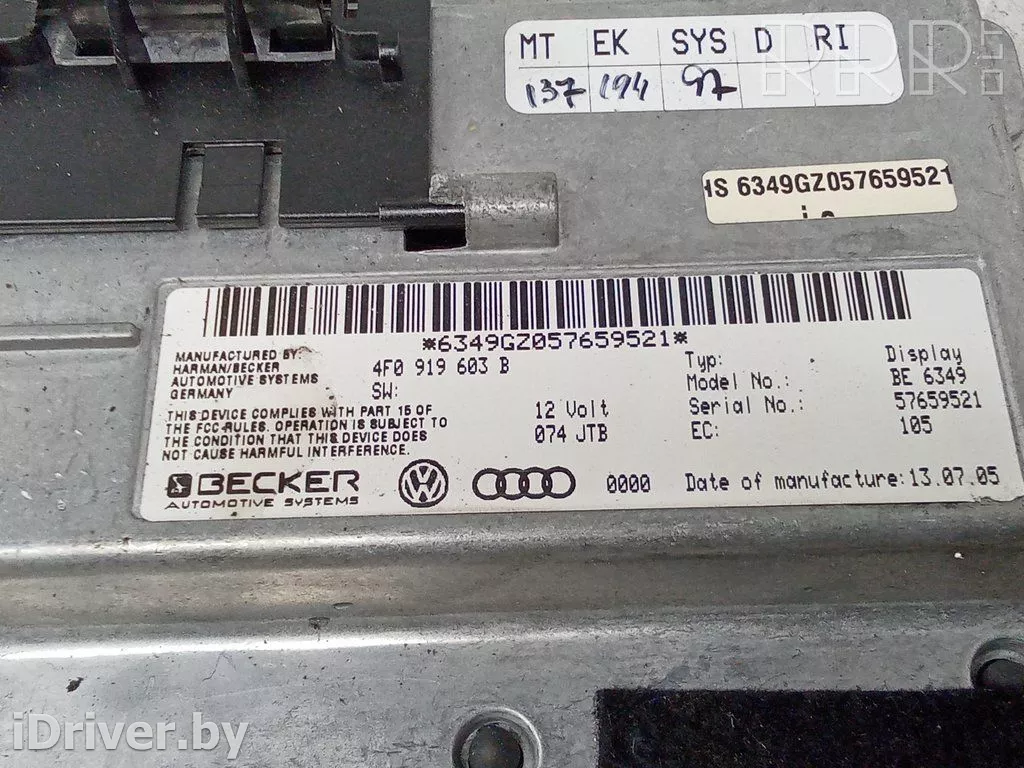 MT EK SYS D RI
137 194 97
RRR.LT
HS 6349GZ057659521
*6349GZ057659521*
MANUFACTURED BY:
HARMAN/BECKER
AUTOMOTIVE SYSTEMS
GERMANY
4F0 919 603 B
SW:
Typ: Display
Model No.: BE 6349
Serial No.: 57659521
EC: 105
12 Volt
074 JTB
THIS DEVICE COMPLIES WITH PART 15 OF
THE FCC-RULES. OPERATION IS SUBJECT TO
THE CONDITION THAT THIS DEVICE DOES
NOT CAUSE HARMFUL INTERFERENCE.
BECKER
AUTOMOTIVE SYSTEMS
0000 Date of manufacture: 13.07.05
iDriver.by